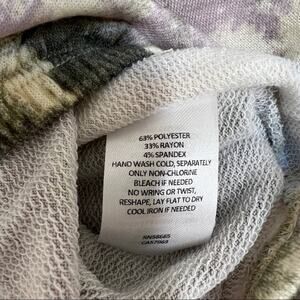 63% POLYESTER
33% RAYON
4% SPANDEX
HAND WASH COLD, SEPARATELY
ONLY NON-CHLORINE
BLEACH IF NEEDED
NO WRING OR TWIST,
RESHAPE, LAY FLAT TO DRY
COOL IRON IF NEEDED